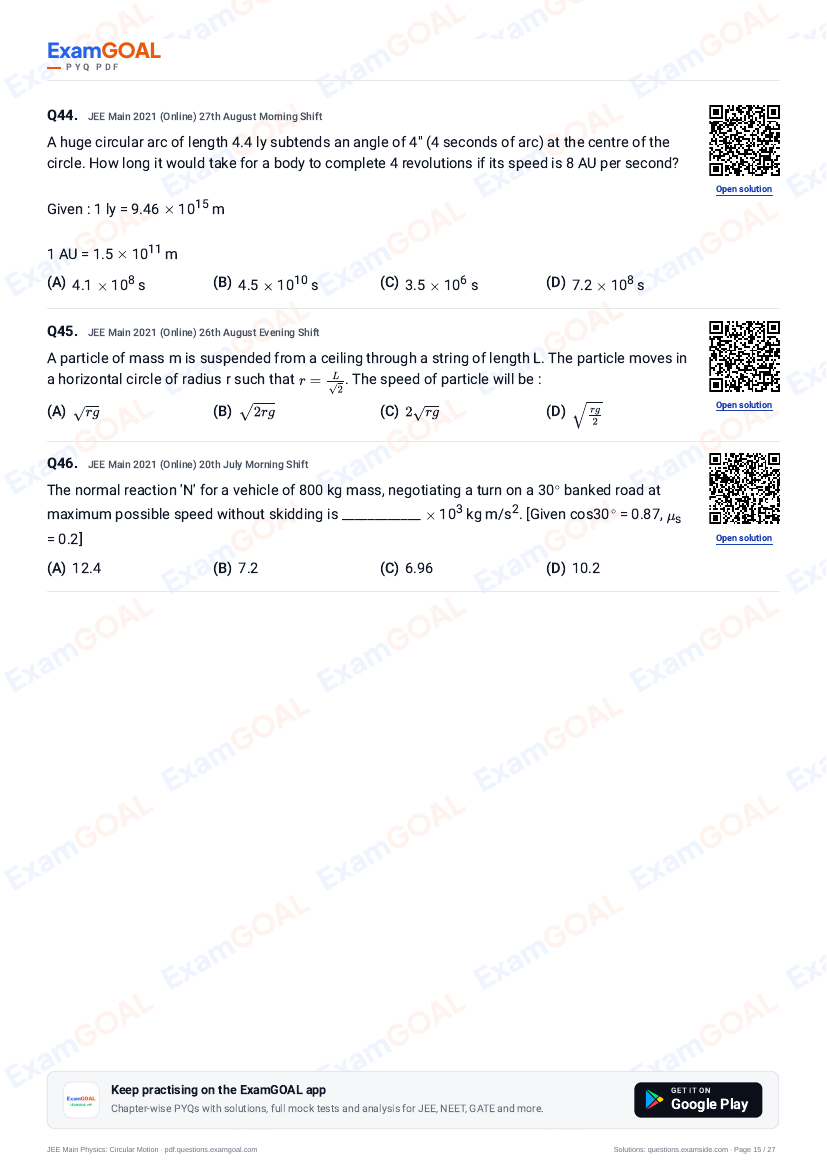 ExamGOAL
PYQ PDF
Q44. JEE Main 2021 (Online) 27th August Morning Shift
A huge circular arc of length 4.4 ly subtends an angle of 4" (4 seconds of arc) at the centre of the
circle. How long it would take for a body to complete 4 revolutions if its speed is 8 AU per second?
Open solution
Given : 1 ly = 9.46 × 10^15 m
1 AU = 1.5 × 10^11 m
(A) 4.1 × 10^8 s (B) 4.5 × 10^10 s (C) 3.5 × 10^6 s (D) 7.2 × 10^8 s
Q45. JEE Main 2021 (Online) 26th August Evening Shift
A particle of mass m is suspended from a ceiling through a string of length L. The particle moves in
a horizontal circle of radius r such that r = L/√2. The speed of particle will be :
Open solution
(A) √rg (B) √2rg (C) 2√rg (D) √(rg/2)
Q46. JEE Main 2021 (Online) 20th July Morning Shift
The normal reaction 'N' for a vehicle of 800 kg mass, negotiating a turn on a 30° banked road at
maximum possible speed without skidding is ____________ × 10^3 kg m/s^2. [Given cos30° = 0.87, μ_s
= 0.2]
Open solution
(A) 12.4 (B) 7.2 (C) 6.96 (D) 10.2
Keep practising on the ExamGOAL app
Chapter-wise PYQs with solutions, full mock tests and analysis for JEE, NEET, GATE and more.
GET IT ON
Google Play
JEE Main Physics: Circular Motion · pdf.questions.examgoal.com Solutions: questions.examside.com · Page 15 / 27